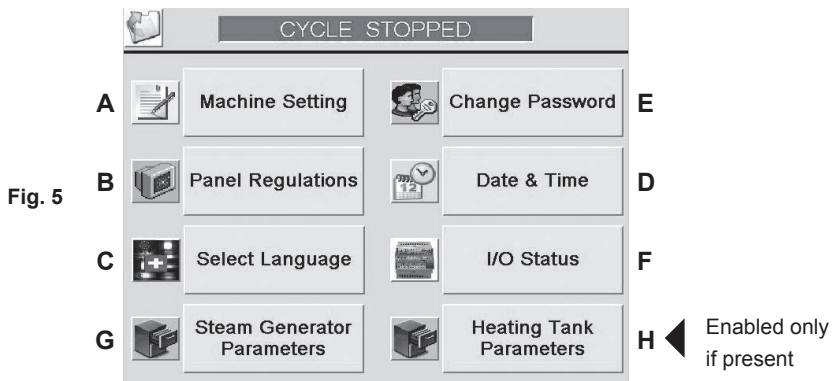 CYCLE STOPPED
A
Machine Setting
Change Password
E
Fig. 5
B
Panel Regulations
12
Date & Time
D
C
Select Language
I/O Status
F
G
Steam Generator
Parameters
Heating Tank
Parameters
H
Enabled only
if present